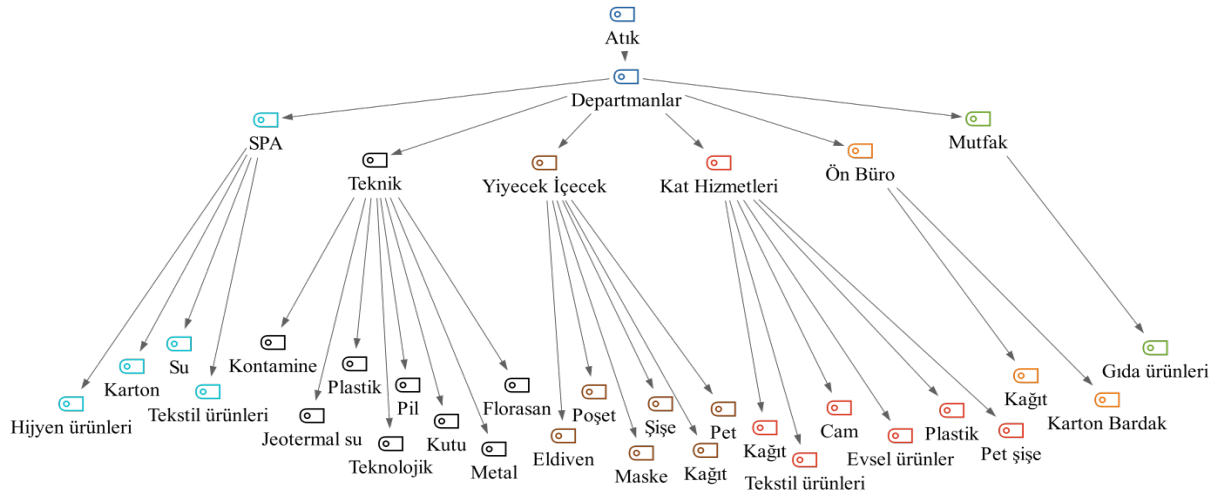 Atık
Departmanlar
SPA
Mutfak
Teknik
Yiyecek İçecek
Kat Hizmetleri
Ön Büro
Hijyen ürünleri
Karton
Su
Tekstil ürünleri
Kontamine
Jeotermal su
Plastik
Teknolojik
Pil
Kutu
Metal
Florasan
Eldiven
Poşet
Maske
Şişe
Kağıt
Pet
Kağıt
Tekstil ürünleri
Cam
Evsel ürünler
Plastik
Pet şişe
Kağıt
Karton Bardak
Gıda ürünleri